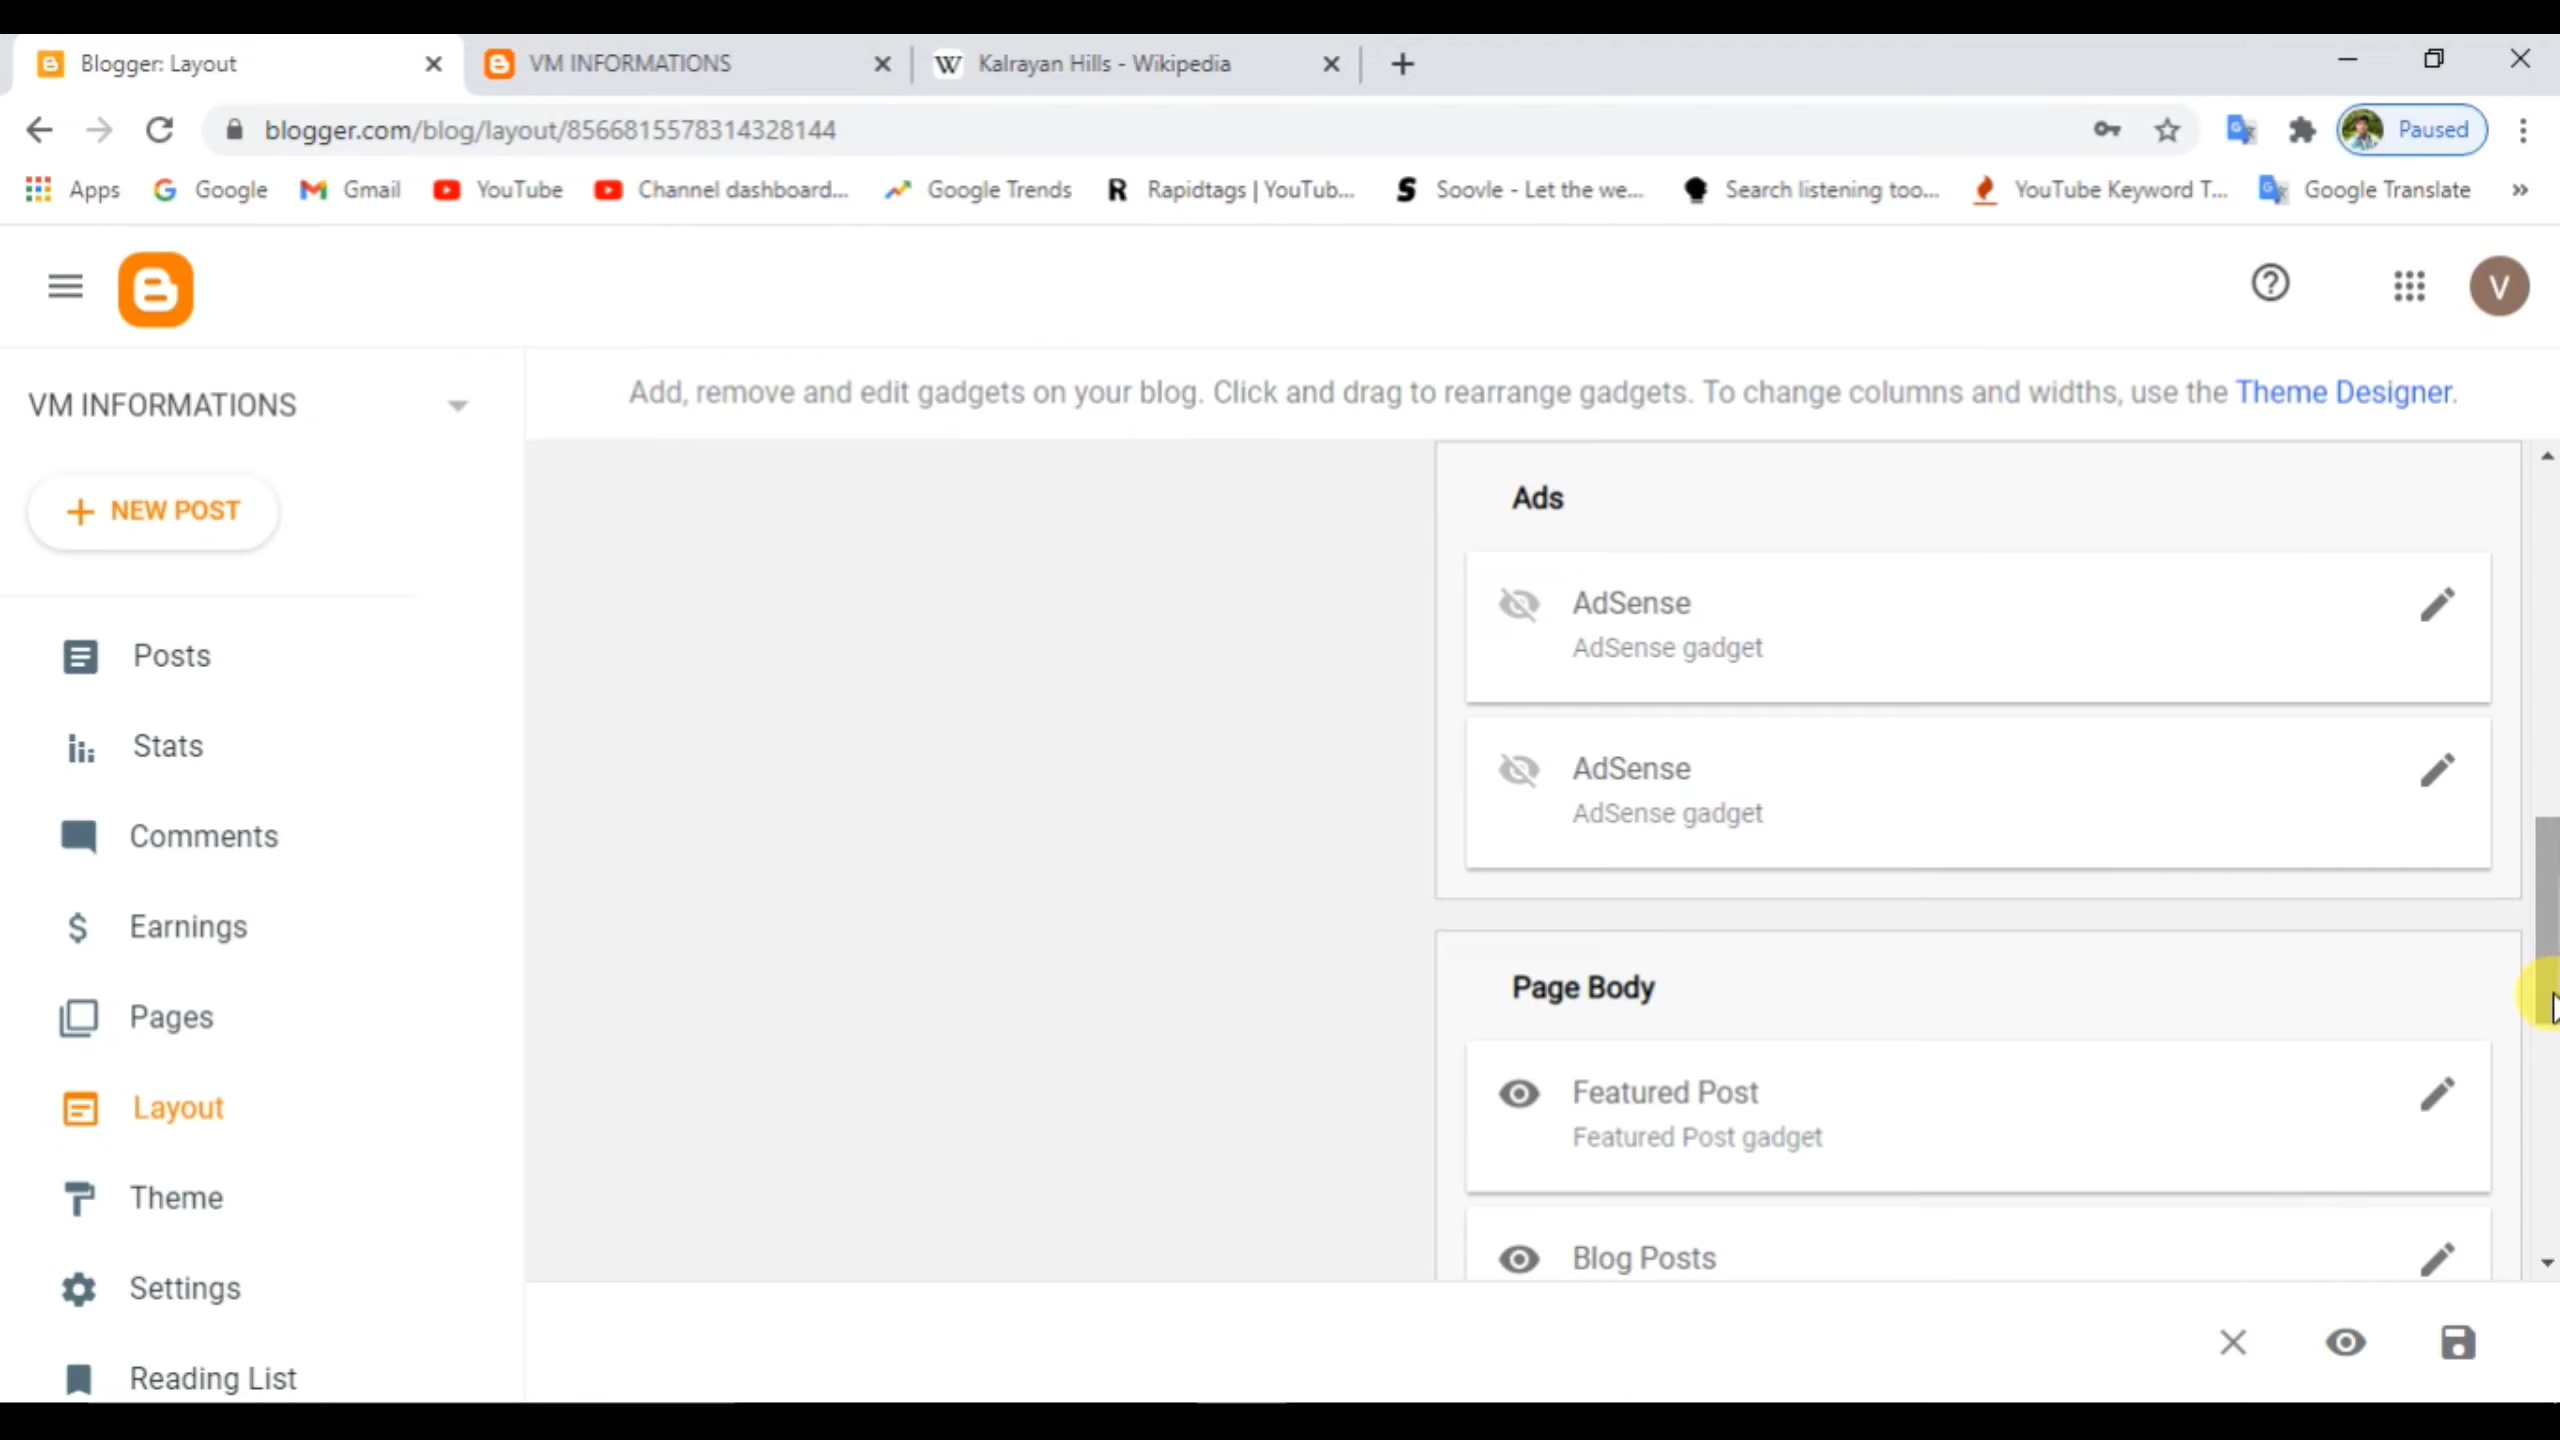 Blogger: Layout
VM INFORMATIONS
Kalrayan Hills - Wikipedia
blogger.com/blog/layout/8566815578314328144
Paused
Apps
Google
Gmail
YouTube
Channel dashboard...
Google Trends
Rapidtags | YouTub...
Soovle - Let the we...
Search listening too...
YouTube Keyword T...
Google Translate
»
V
VM INFORMATIONS
Add, remove and edit gadgets on your blog. Click and drag to rearrange gadgets. To change columns and widths, use the Theme Designer.
+ NEW POST
Posts
Stats
Comments
Earnings
Pages
Layout
Theme
Settings
Reading List
Ads
AdSense
AdSense gadget
AdSense
AdSense gadget
Page Body
Featured Post
Featured Post gadget
Blog Posts